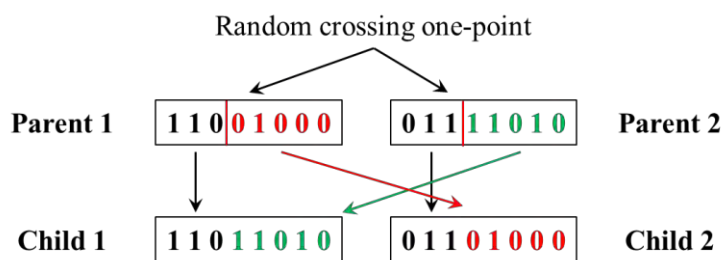 Random crossing one-point
Parent 1 1 1 0 0 1 0 0 0 0 1 1 1 1 0 1 0 Parent 2
Child 1 1 1 0 1 1 0 1 0 0 1 1 0 1 0 0 0 Child 2